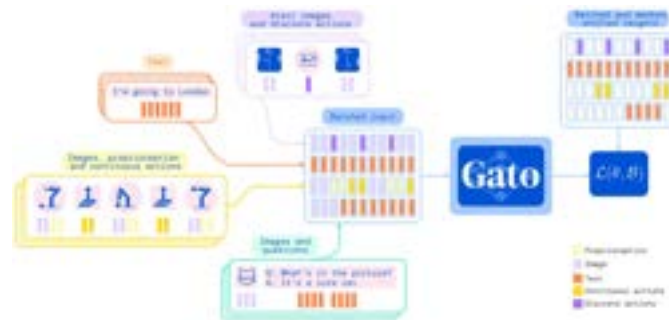 Atari images
and discrete actions
Text
I'm going to London
Batched input
Images, proprioception
and continuous actions
Gato
Images and
questions
Q: What's in the picture?
A: It's a cute cat.
Batched and masked
shifted targets
Proprioception
Image
Text
Continuous actions
Discrete actions